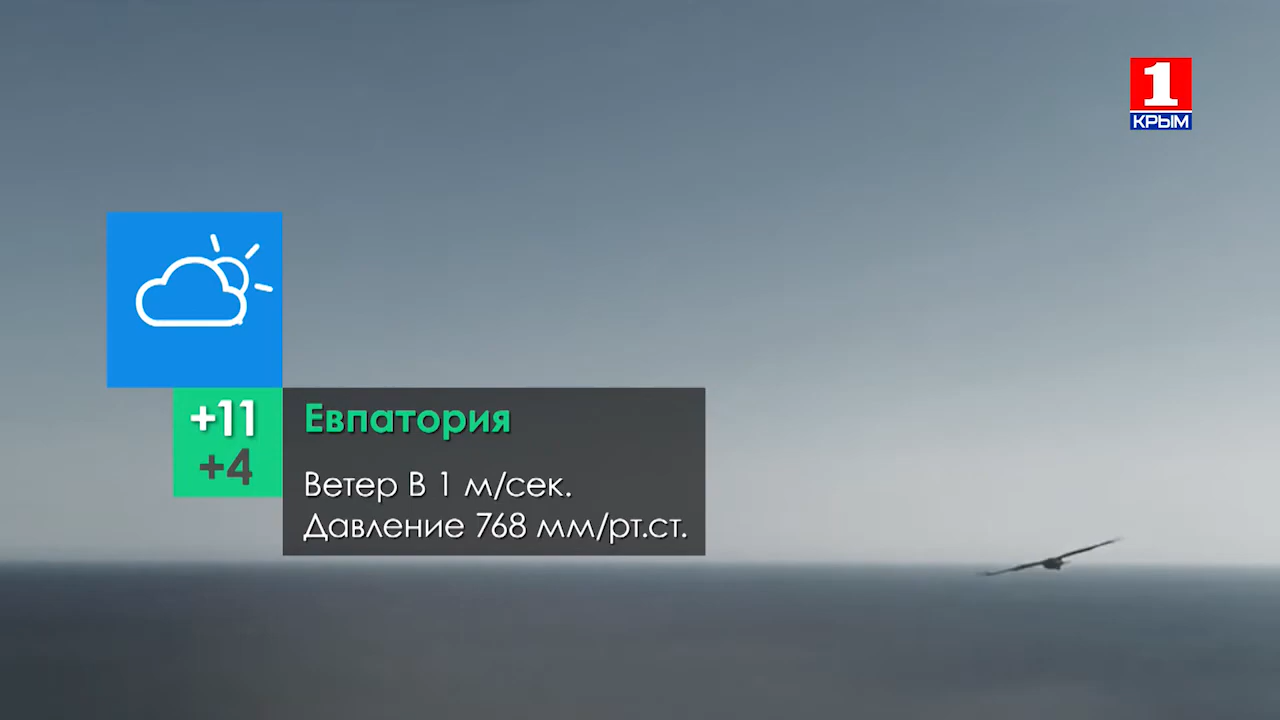 1
КРЫМ
+11
+4
Евпатория
Ветер В 1 м/сек.
Давление 768 мм/рт.ст.